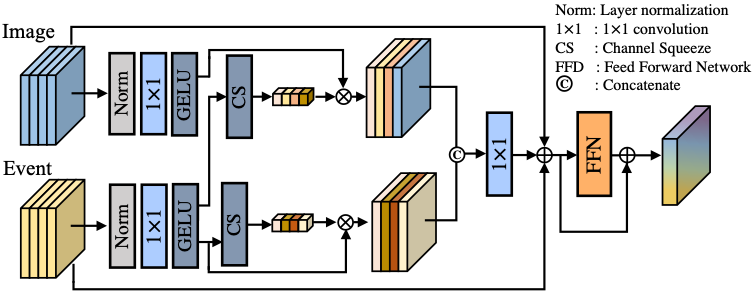 Image
Norm: Layer normalization
1×1 : 1×1 convolution
CS : Channel Squeeze
FFD : Feed Forward Network
C : Concatenate
Norm
1×1
GELU
CS
C
1×1
FFN
Event
Norm
1×1
GELU
CS